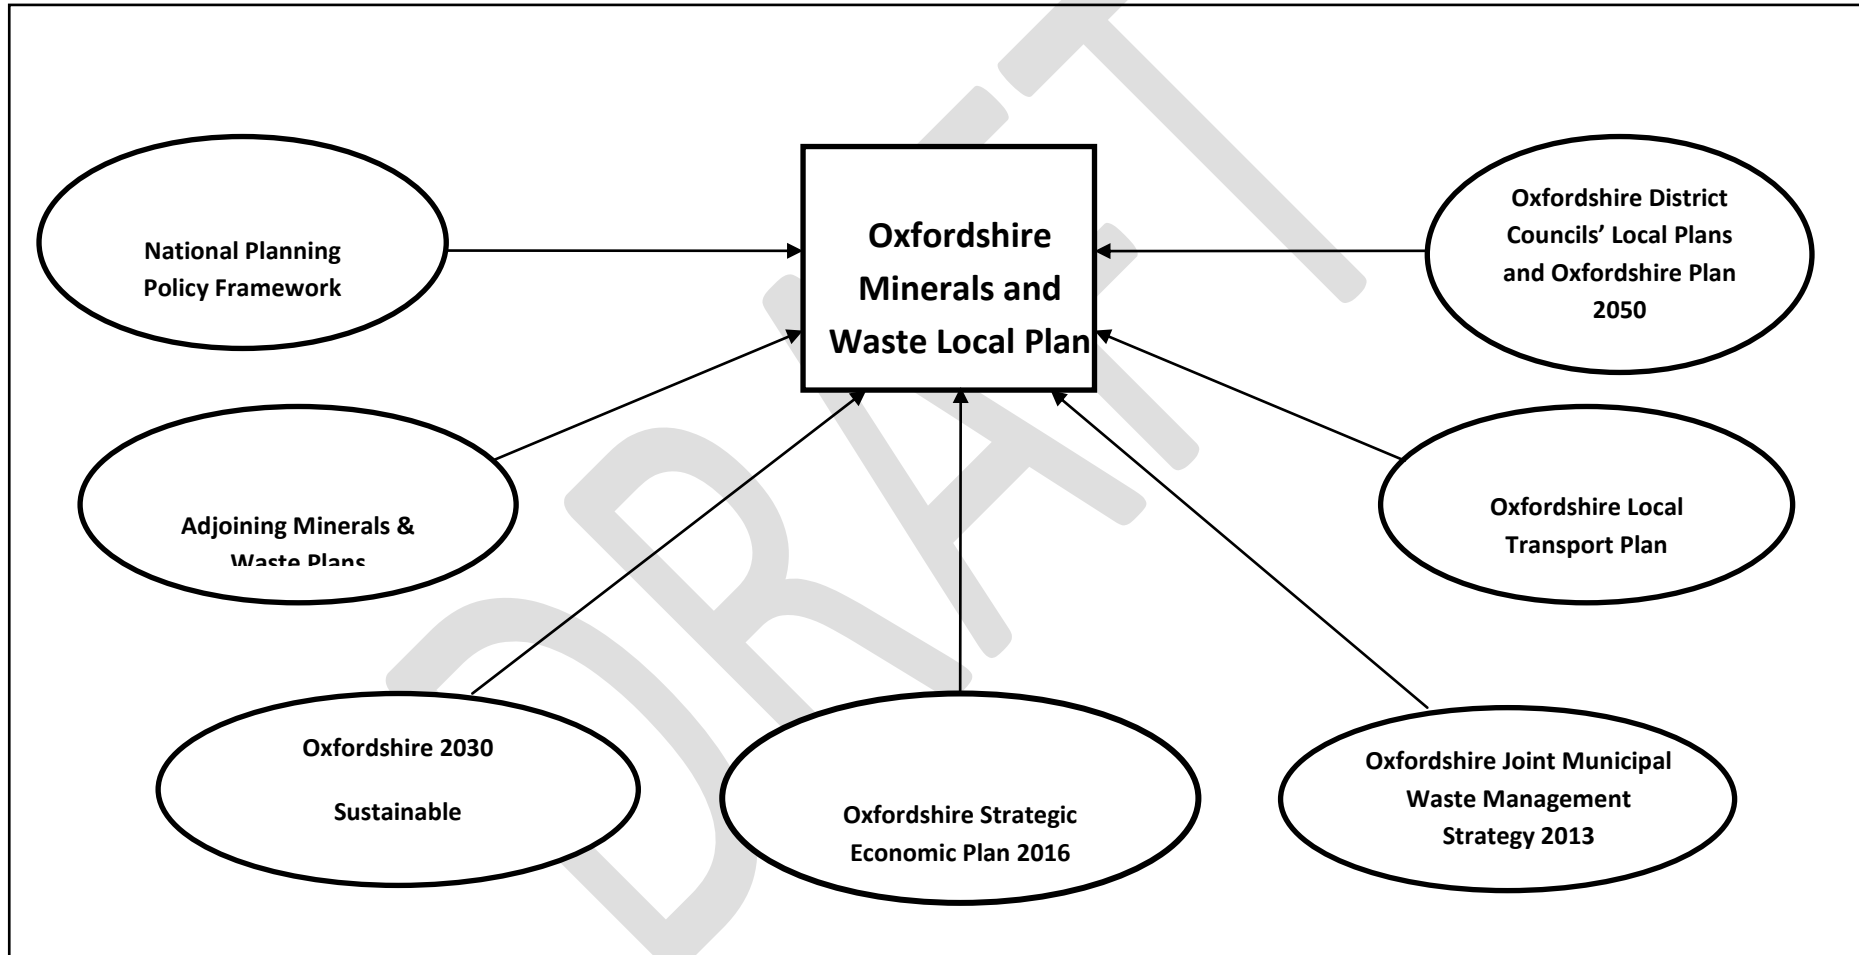 DRAFT
Oxfordshire
Minerals and
Waste Local Plan
National Planning
Policy Framework
Oxfordshire District
Councils’ Local Plans
and Oxfordshire Plan
2050
Adjoining Minerals &
Waste Plans
Oxfordshire Local
Transport Plan
Oxfordshire 2030
Sustainable
Oxfordshire Strategic
Economic Plan 2016
Oxfordshire Joint Municipal
Waste Management
Strategy 2013